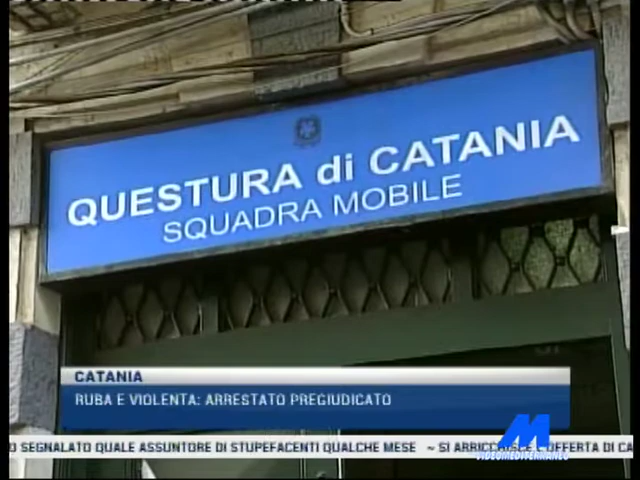 QUESTURA di CATANIA
SQUADRA MOBILE
CATANIA
RUBA E VIOLENTA: ARRESTATO PREGIUDICATO
O SEGNALATO QUALE ASSUNTORE DI STUPEFACENTI QUALCHE MESE ~ SI ARRICC OFFERTA DI CA
M
VIDEOMEDITERRANEO